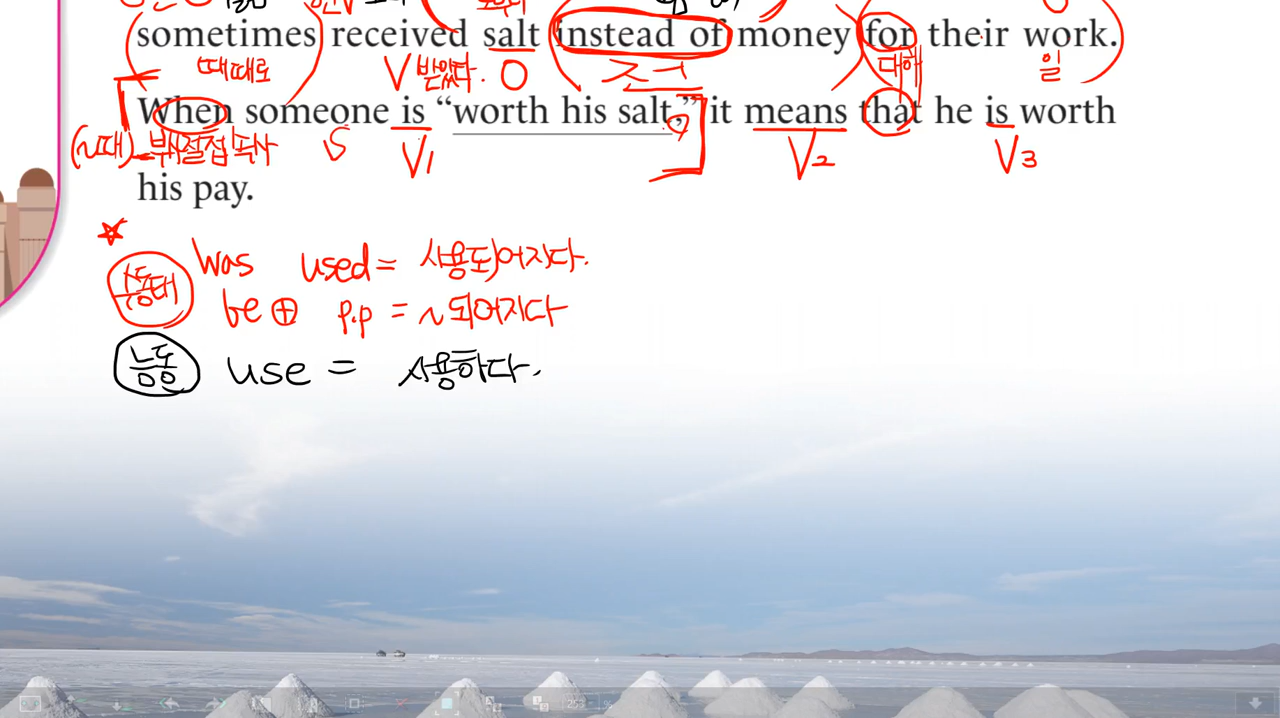 sometimes received salt instead of money for their work.
때때로 V 받았다. O 전 대해 일
When someone is “worth his salt,” it means that he is worth
(~때) 부사절접속사 S V1 V2 V3
his pay.
수동태 was used = 사용되어지다.
be + p.p = ~되어지다
능동 use = 사용하다.